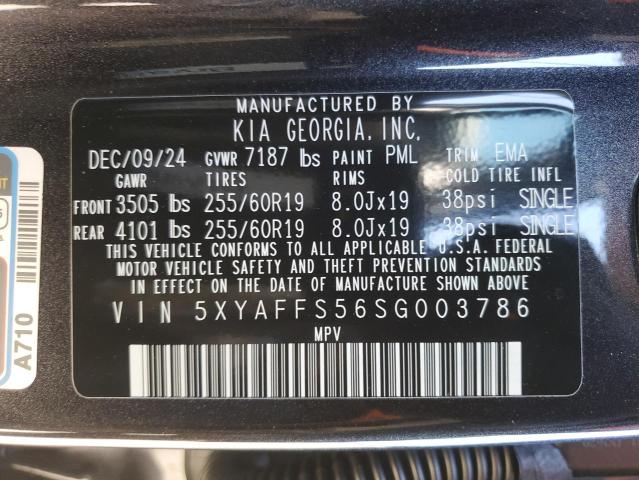 MANUFACTURED BY
KIA GEORGIA, INC,
DEC/09/24 GVWR 7187 lbs PAINT PML TRIM EMA
GAWR TIRES RIMS COLD TIRE INFL
FRONT 3505 lbs 255/60R19 8.0Jx19 38psi SINGLE
REAR 4101 lbs 255/60R19 8.0Jx19 38psi SINGLE
THIS VEHICLE CONFORMS TO ALL APPLICABLE U.S.A. FEDERAL
MOTOR VEHICLE SAFETY AND THEFT PREVENTION STANDARDS
IN EFFECT ON THE DATE OF MANUFACTURE SHOWN ABOVE.
VIN 5XYAFFS56SG003786
MPV
A710